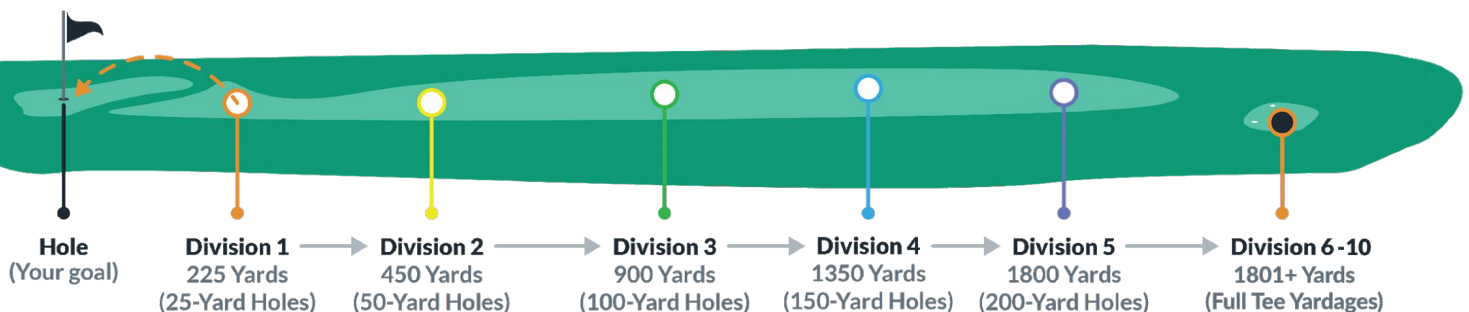 Hole
(Your goal)
Division 1
225 Yards
(25-Yard Holes)
Division 2
450 Yards
(50-Yard Holes)
Division 3
900 Yards
(100-Yard Holes)
Division 4
1350 Yards
(150-Yard Holes)
Division 5
1800 Yards
(200-Yard Holes)
Division 6-10
1801+ Yards
(Full Tee Yardages)